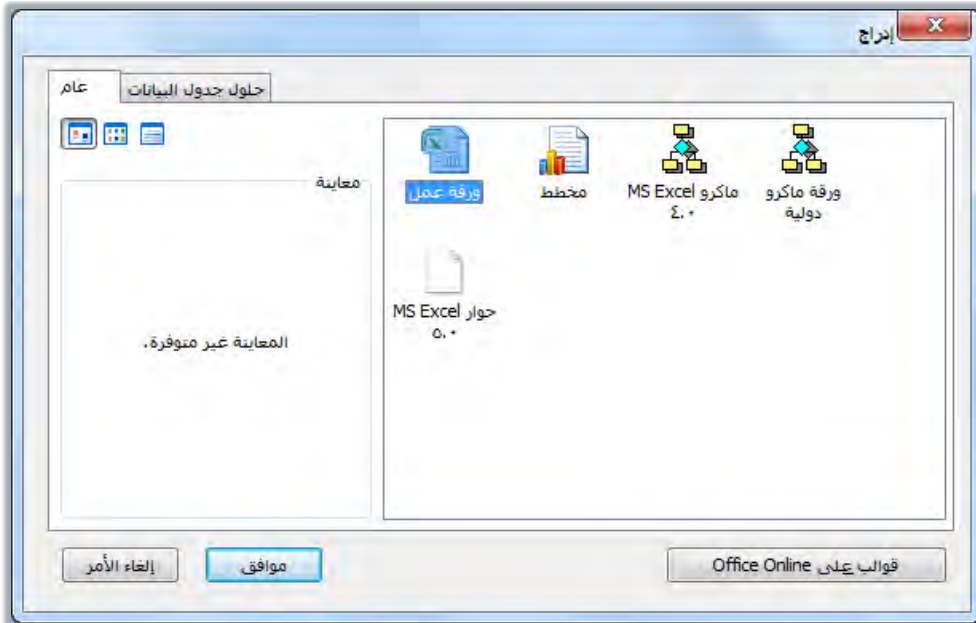 إدراج
عام
حلول جدول البيانات
ورقة عمل
مخطط
ماكرو MS Excel
٤.٠
ورقة ماكرو
دولية
حوار MS Excel
٥.٠
معاينة
المعاينة غير متوفرة.
قوالب على Office Online
موافق
إلغاء الأمر